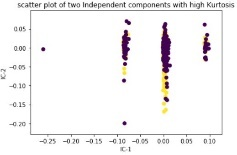 scatter plot of two Independent components with high Kurtosis
0.05
0.00
IC-2
-0.05
-0.10
-0.15
-0.20
-0.25 -0.20 -0.15 -0.10 -0.05 0.00 0.05 0.10
IC-1